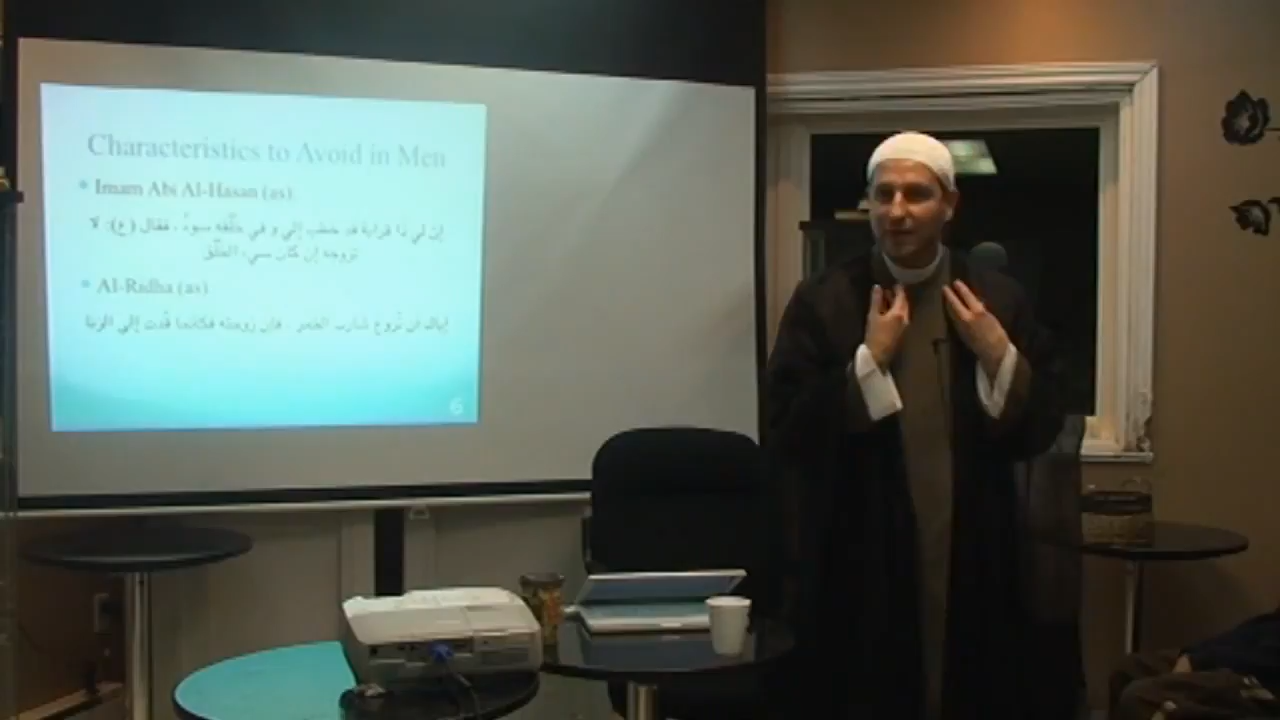 Characteristics to Avoid in Men
Imam Abi Al-Hasan (as):
إن لي ذا قرابة قد خطب إلي و في خلقه سوءٌ ، فقال (ع): لا
تزوجه إن كان سيء الخلق
Al-Ridha (as)
إياك أن تُزوج شارب الخمر ، فإن زوجته فكأنما قُدت إلى الزنا
6